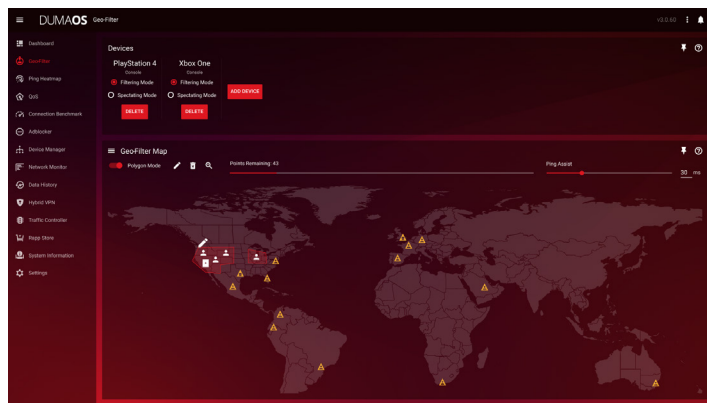 DUMAOS Geo-Filter v3.0.60
Dashboard
Geo-Filter
Ping Heatmap
QoS
Connection Benchmark
Adblocker
Device Manager
Network Monitor
Data History
Hybrid VPN
Traffic Controller
Rapp Store
System Information
Settings
Devices
PlayStation 4
Console
Filtering Mode
Spectating Mode
DELETE
Xbox One
Console
Filtering Mode
Spectating Mode
DELETE
ADD DEVICE
Geo-Filter Map
Polygon Mode
Points Remaining: 43
Ping Assist
30 ms